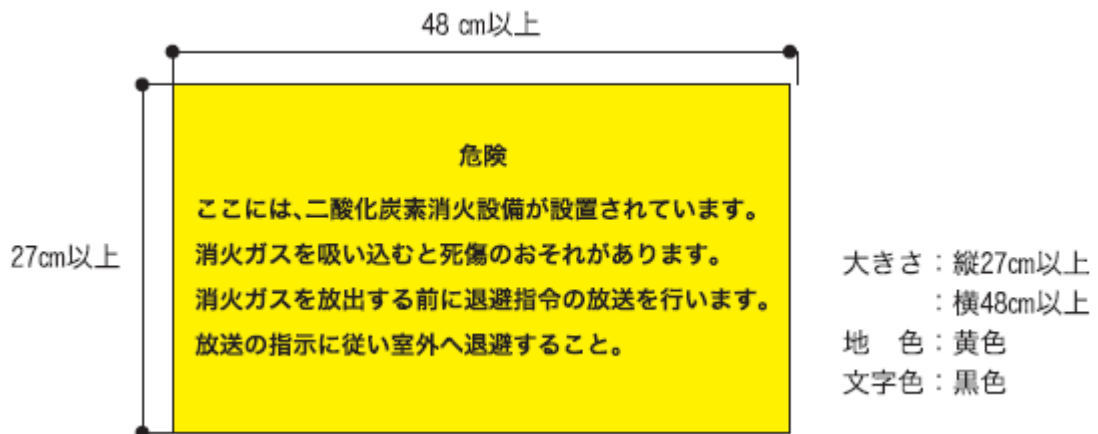 48 cm以上
27cm以上
危険
ここには、二酸化炭素消火設備が設置されています。
消火ガスを吸い込むと死傷のおそれがあります。
消火ガスを放出する前に退避指令の放送を行います。
放送の指示に従い室外へ退避すること。
大きさ：縦27cm以上
：横48cm以上
地　色：黄色
文字色：黒色